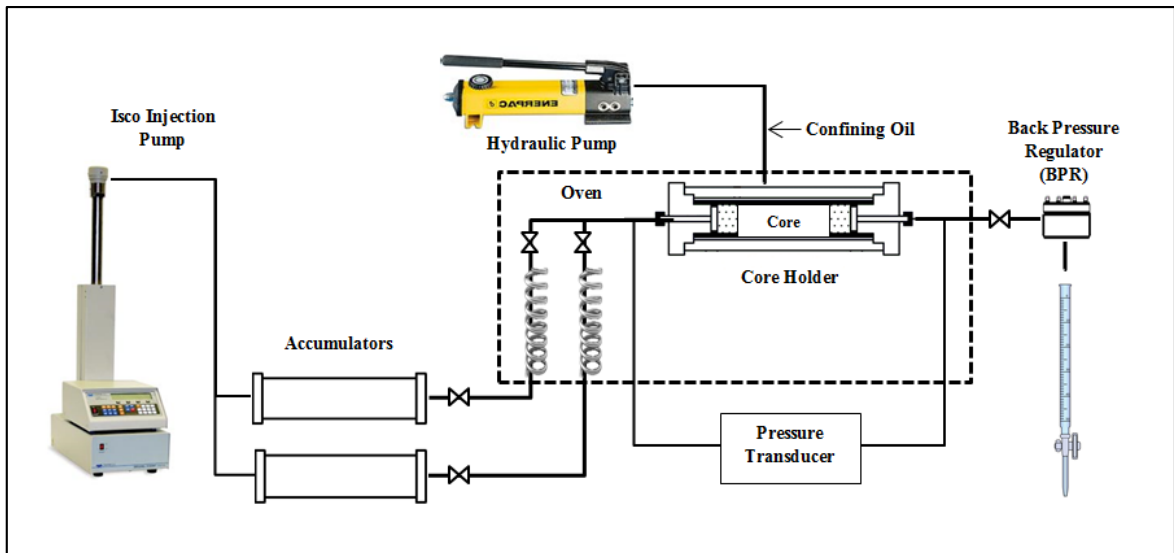 Isco Injection
Pump
ENERPAC
Hydraulic Pump
Confining Oil
Back Pressure
Regulator
(BPR)
Oven
Core
Core Holder
Accumulators
Pressure
Transducer